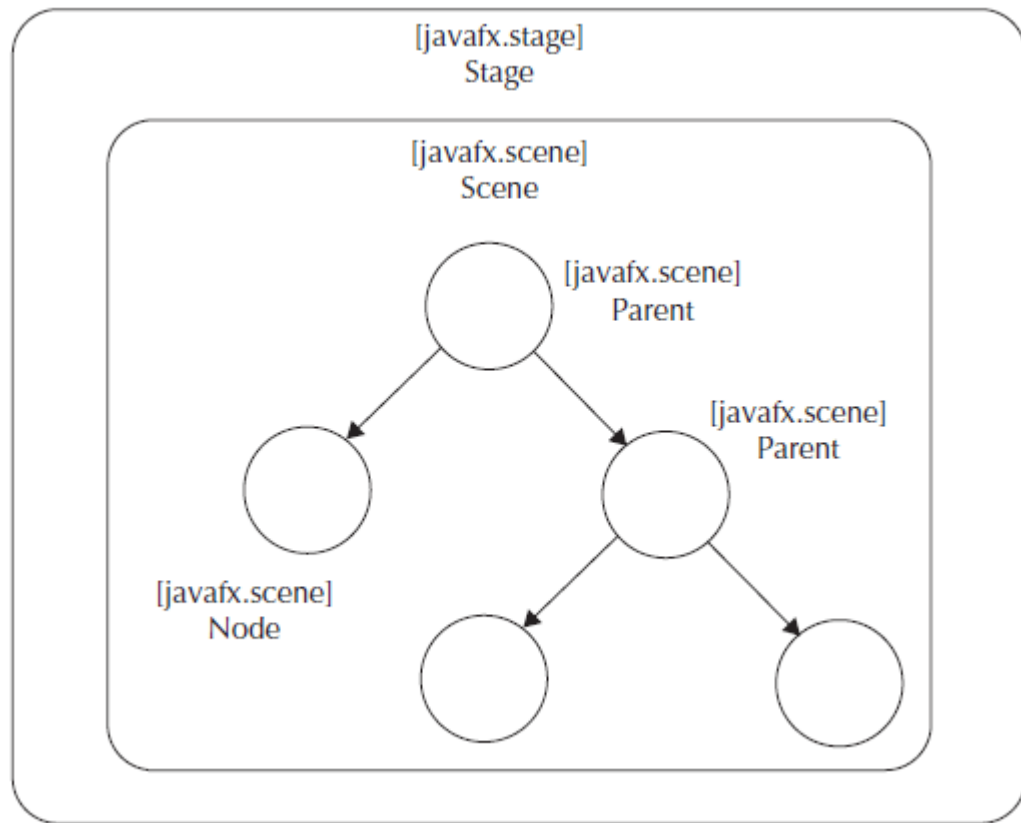 [javafx.stage]
Stage
[javafx.scene]
Scene
[javafx.scene]
Parent
[javafx.scene]
Parent
[javafx.scene]
Node